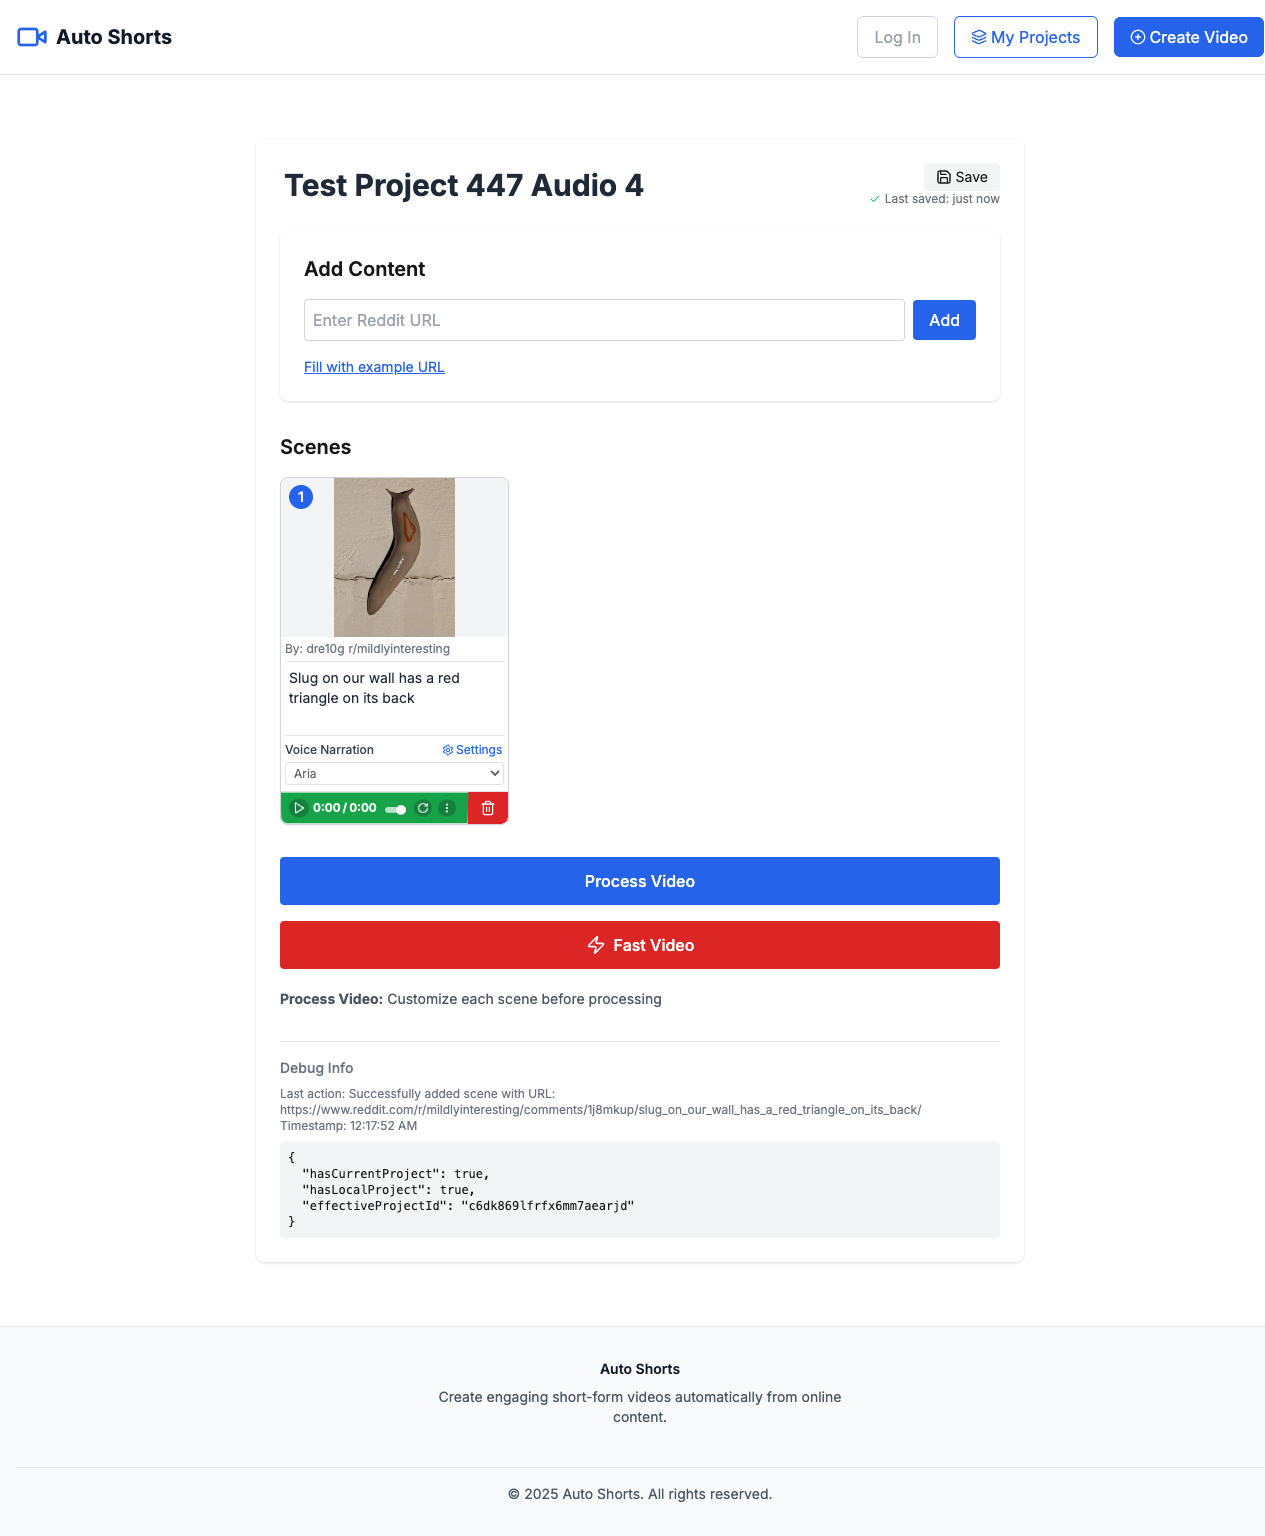 Auto Shorts
Log In
My Projects
Create Video
Test Project 447 Audio 4
Save
Last saved: just now
Add Content
Enter Reddit URL
Add
Fill with example URL
Scenes
1
By: dre10g r/mildlyinteresting
Slug on our wall has a red
triangle on its back
Voice Narration
Settings
Aria
0:00 / 0:00
Process Video
Fast Video
Process Video: Customize each scene before processing
Debug Info
Last action: Successfully added scene with URL:
https://www.reddit.com/r/mildlyinteresting/comments/1j8mkup/slug_on_our_wall_has_a_red_triangle_on_its_back/
Timestamp: 12:17:52 AM
{
"hasCurrentProject": true,
"hasLocalProject": true,
"effectiveProjectId": "c6dk869lfrfx6mm7aearjd"
}
Auto Shorts
Create engaging short-form videos automatically from online
content.
© 2025 Auto Shorts. All rights reserved.